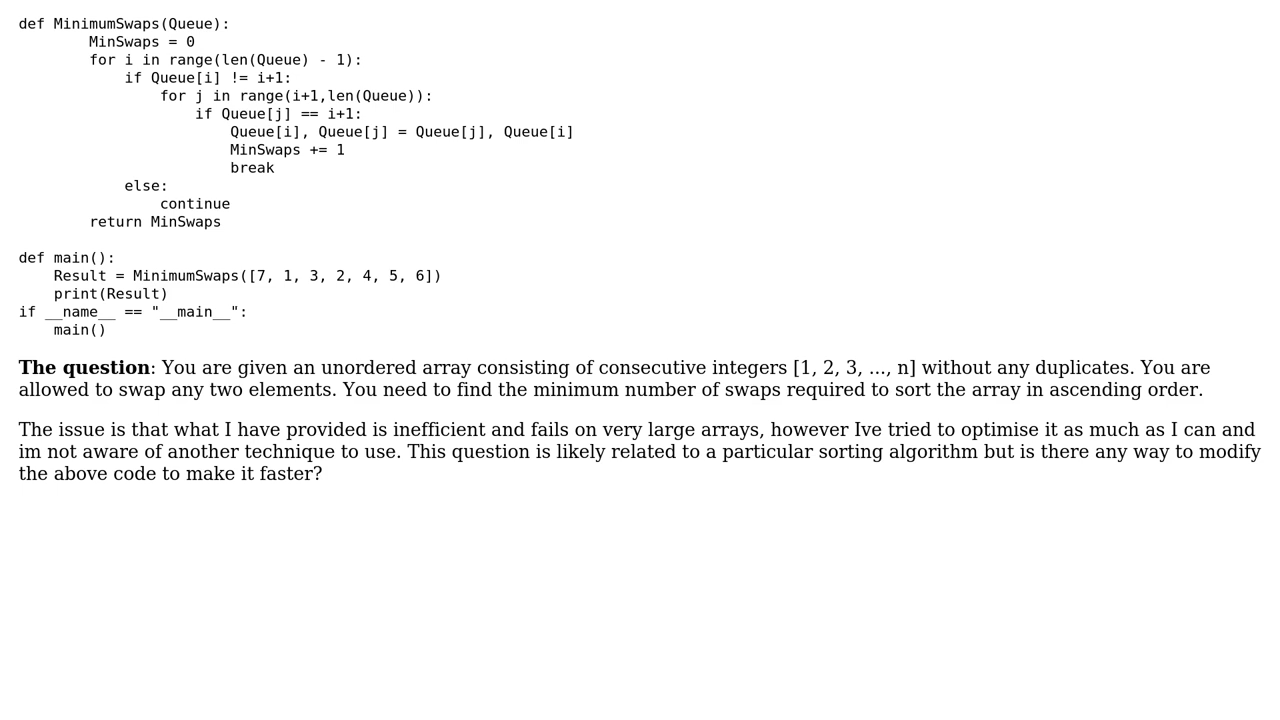 def MinimumSwaps(Queue):
        MinSwaps = 0
        for i in range(len(Queue) - 1):
            if Queue[i] != i+1:
                for j in range(i+1,len(Queue)):
                    if Queue[j] == i+1:
                        Queue[i], Queue[j] = Queue[j], Queue[i]
                        MinSwaps += 1
                        break
            else:
                continue
        return MinSwaps

def main():
    Result = MinimumSwaps([7, 1, 3, 2, 4, 5, 6])
    print(Result)
if __name__ == "__main__":
    main()

The question: You are given an unordered array consisting of consecutive integers [1, 2, 3, ..., n] without any duplicates. You are
allowed to swap any two elements. You need to find the minimum number of swaps required to sort the array in ascending order.

The issue is that what I have provided is inefficient and fails on very large arrays, however Ive tried to optimise it as much as I can and
im not aware of another technique to use. This question is likely related to a particular sorting algorithm but is there any way to modify
the above code to make it faster?